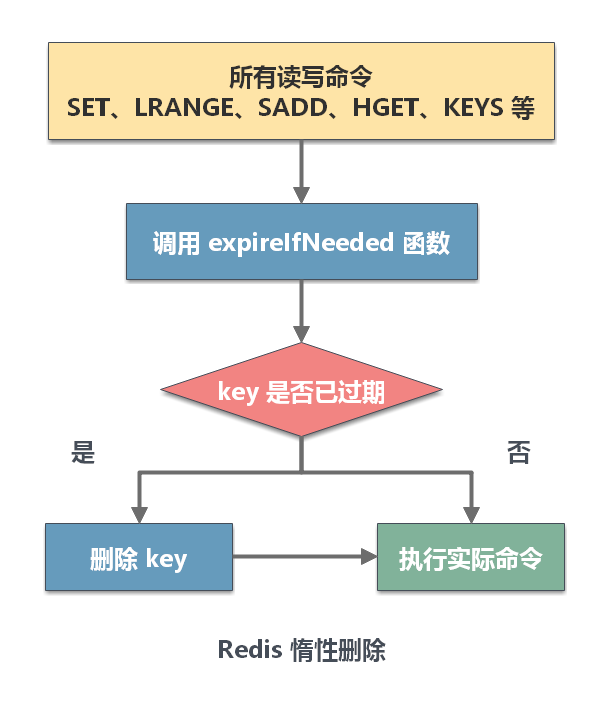 所有读写命令
SET、LRANGE、SADD、HGET、KEYS 等
调用 expireIfNeeded 函数
key 是否已过期
是
否
删除 key
执行实际命令
Redis 惰性删除